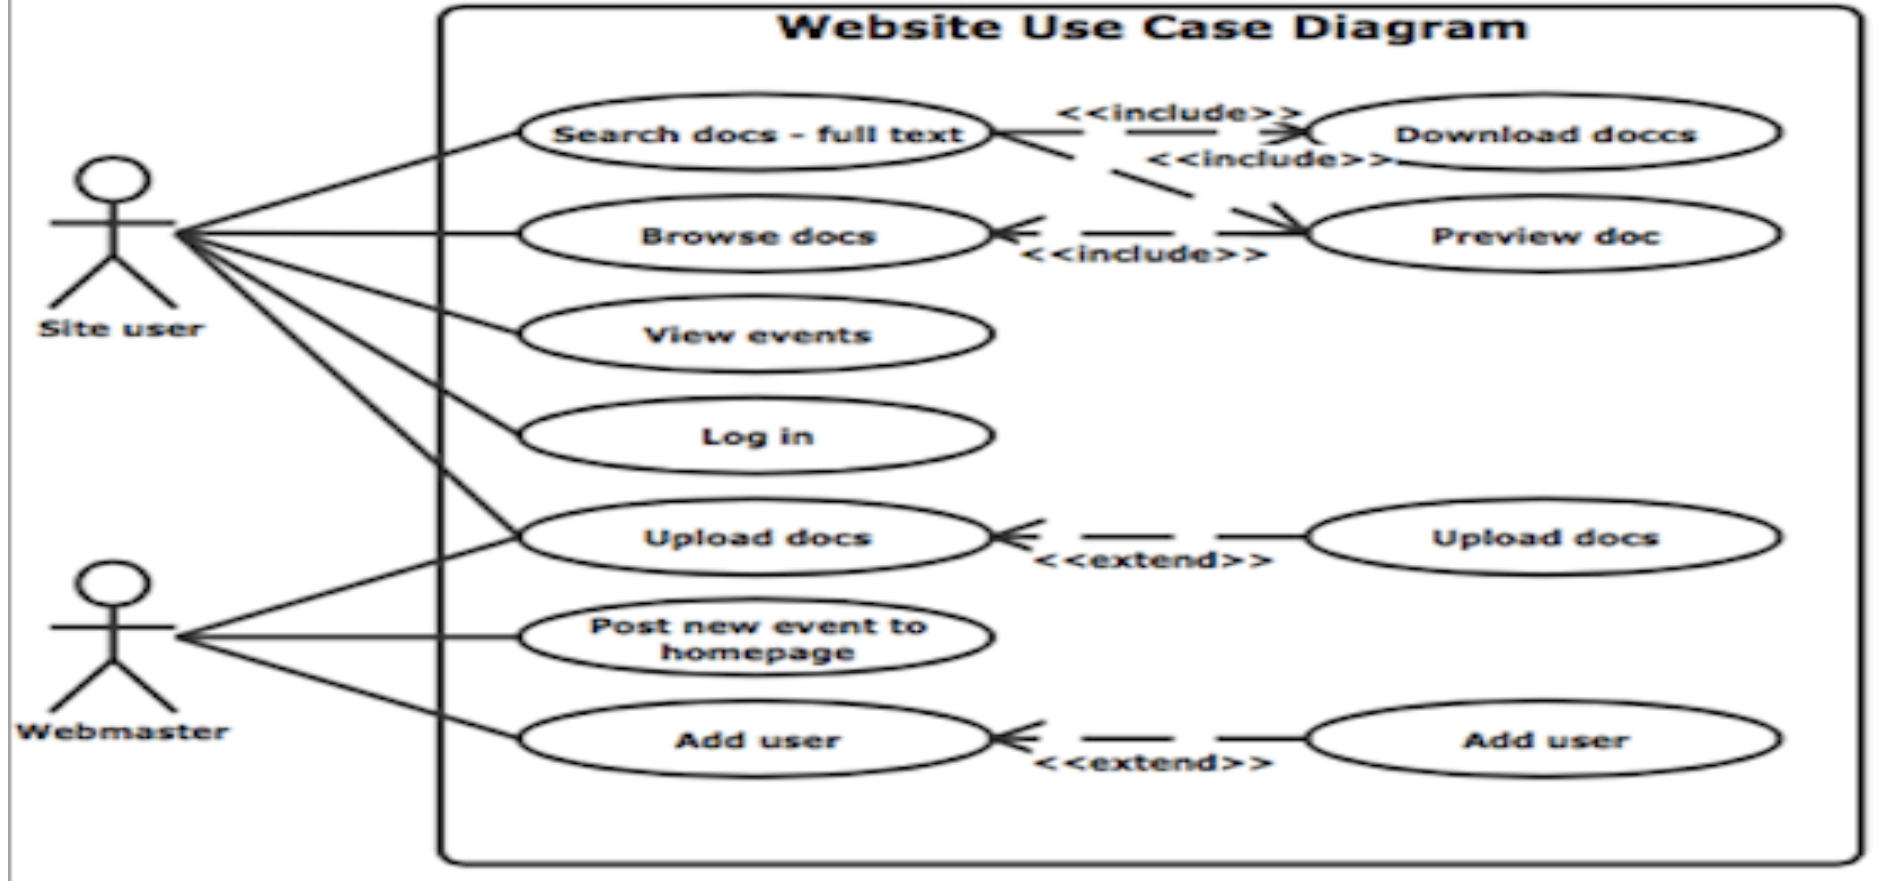 Website Use Case Diagram
<<include>>
Search docs - full text
Download doccs
<<include>>
Browse docs
Preview doc
<<include>>
Site user
View events
Log in
Upload docs
Upload docs
<<extend>>
Post new event to
homepage
Webmaster
Add user
Add user
<<extend>>